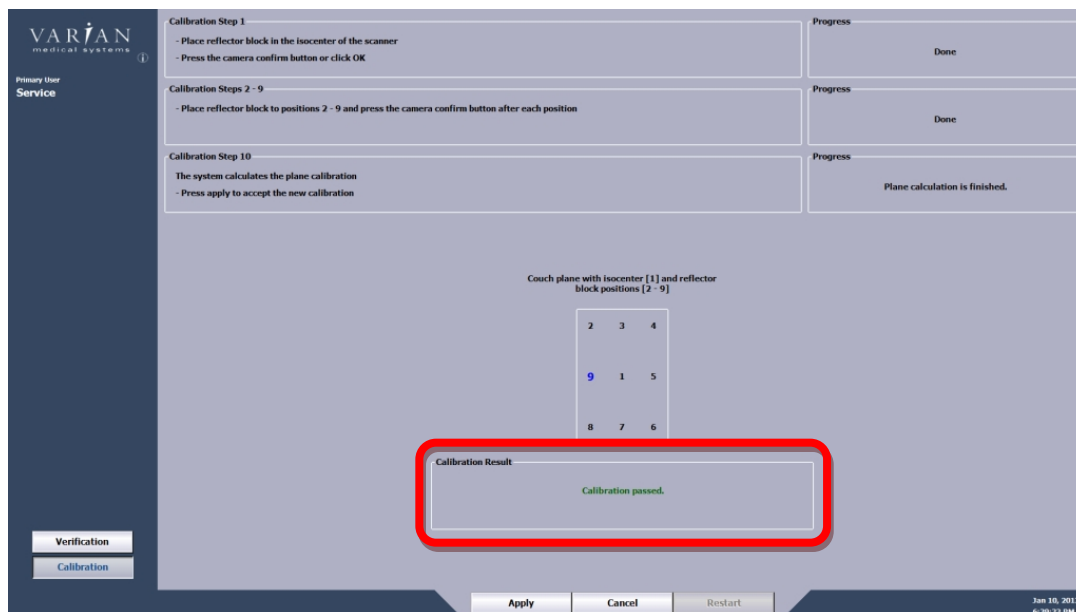 VARIAN
medical systems
Primary User
Service
Calibration Step 1
- Place reflector block in the isocenter of the scanner
- Press the camera confirm button or click OK
Progress
Done
Calibration Steps 2 - 9
- Place reflector block to positions 2 - 9 and press the camera confirm button after each position
Progress
Done
Calibration Step 10
The system calculates the plane calibration
- Press apply to accept the new calibration
Progress
Plane calculation is finished.
Couch plane with isocenter [1] and reflector
block positions [2 - 9]
2 3 4
9 1 5
8 7 6
Calibration Result
Calibration passed.
Verification
Calibration
Apply
Cancel
Restart
Jan 10,